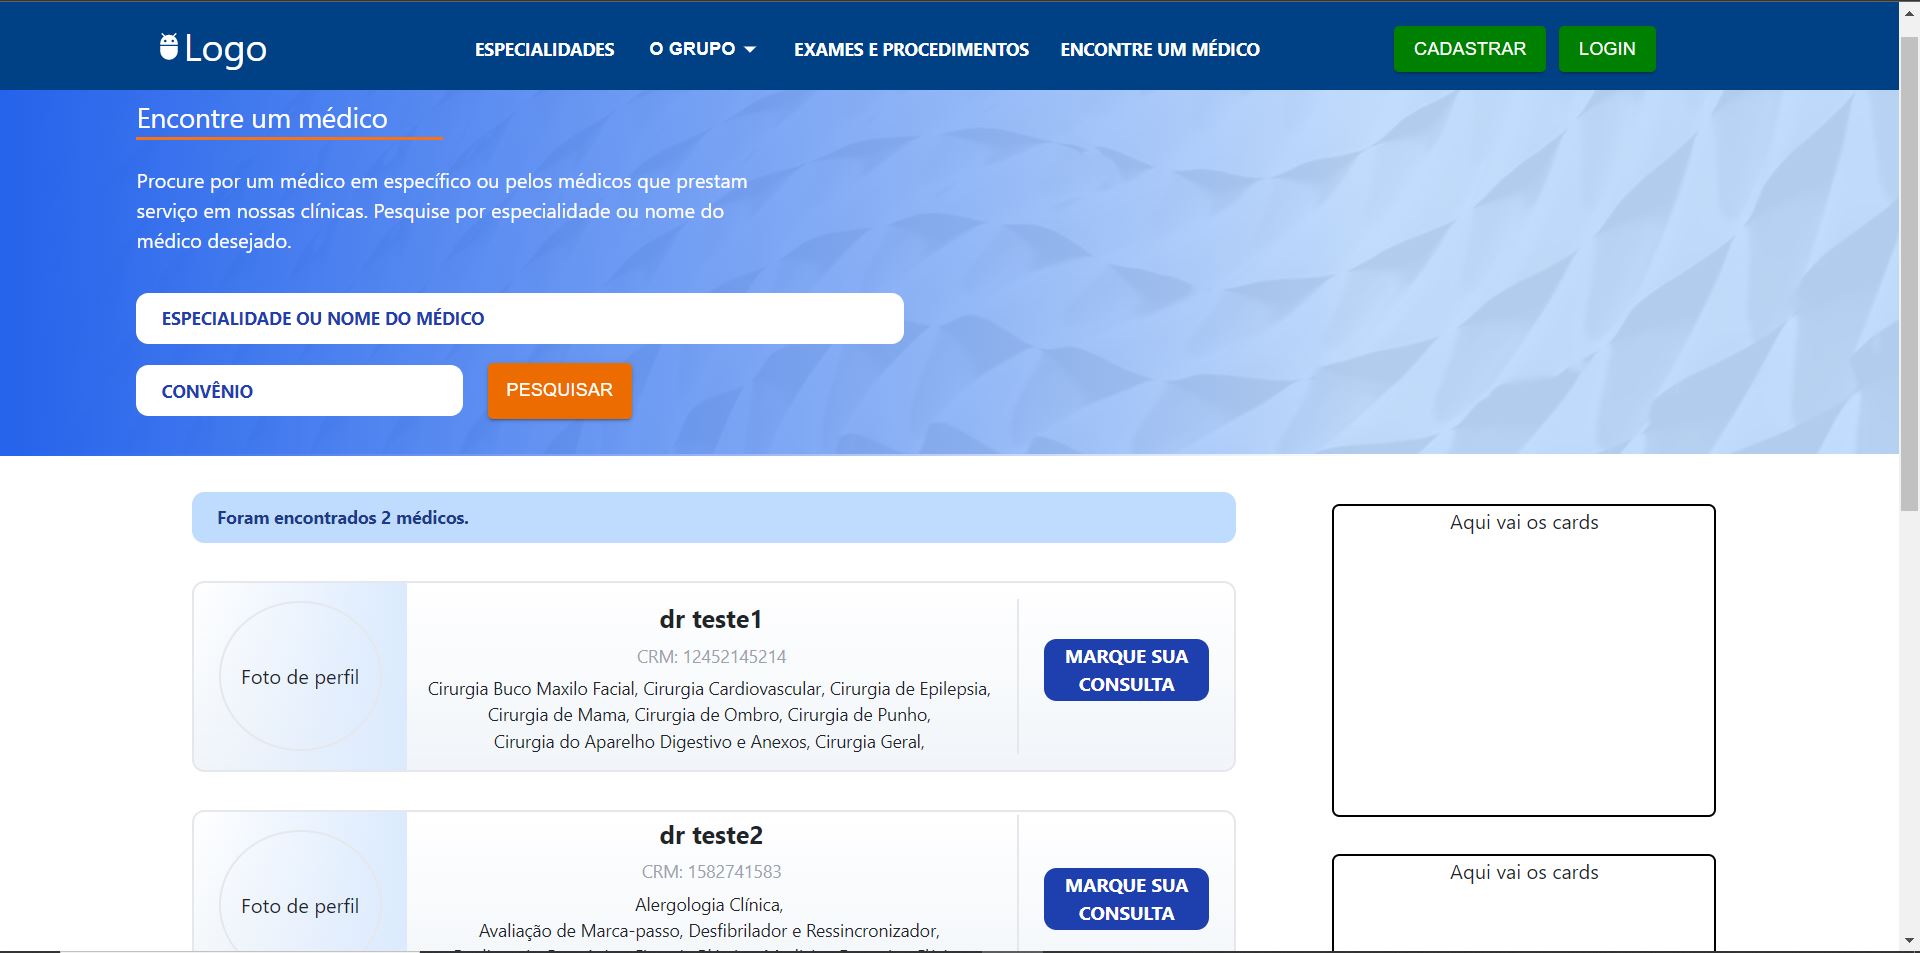 Logo
ESPECIALIDADES
O GRUPO
EXAMES E PROCEDIMENTOS
ENCONTRE UM MÉDICO
CADASTRAR
LOGIN
Encontre um médico
Procure por um médico em específico ou pelos médicos que prestam
serviço em nossas clínicas. Pesquise por especialidade ou nome do
médico desejado.
ESPECIALIDADE OU NOME DO MÉDICO
CONVÊNIO
PESQUISAR
Foram encontrados 2 médicos.
Foto de perfil
dr teste1
CRM: 12452145214
Cirurgia Buco Maxilo Facial, Cirurgia Cardiovascular, Cirurgia de Epilepsia,
Cirurgia de Mama, Cirurgia de Ombro, Cirurgia de Punho,
Cirurgia do Aparelho Digestivo e Anexos, Cirurgia Geral,
MARQUE SUA
CONSULTA
Foto de perfil
dr teste2
CRM: 1582741583
Alergologia Clínica,
Avaliação de Marca-passo, Desfibrilador e Ressincronizador,
MARQUE SUA
CONSULTA
Aqui vai os cards
Aqui vai os cards